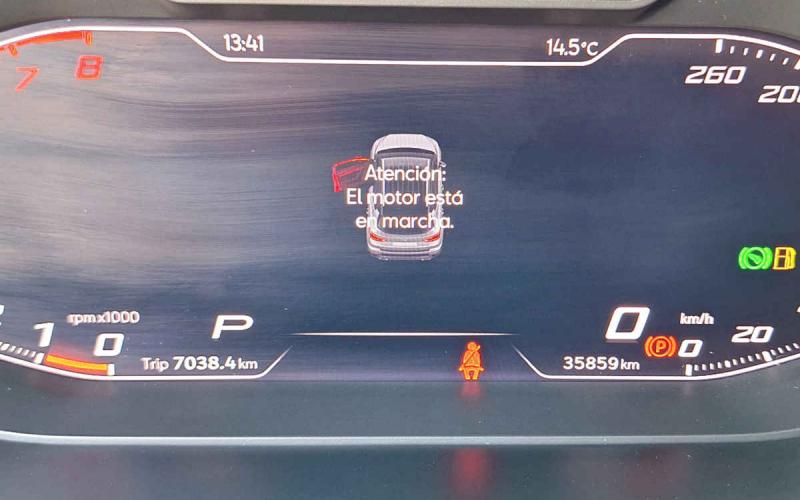 13:41
14.5°C
7
8
260
200
Atención:
El motor está
en marcha.
rpm x1000
1
0
P
0
km/h
P
0
20
Trip 7038.4 km
35859 km